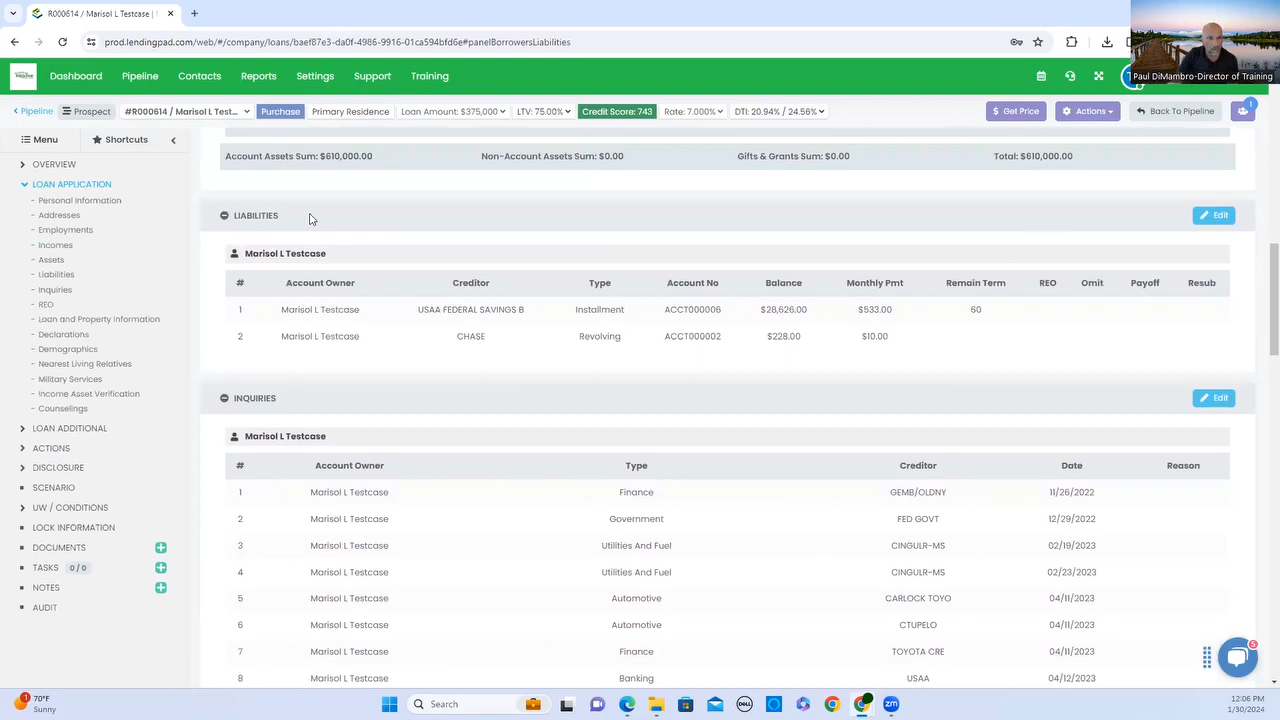 R000614 / Marisol L Testcase |
prod.lendingpad.com/web/#/company/loans/baef87e3-da0f-4986-9916-01ca594bfd6e#panelBorrowerLiabilities
Paul DiMambro-Director of Training
Dashboard Pipeline Contacts Reports Settings Support Training
Pipeline Prospect #R000614 / Marisol L Test... Purchase Primary Residence Loan Amount: $375,000 LTV: 75.00% Credit Score: 743 Rate: 7.000% DTI: 20.94% / 24.56% $ Get Price Actions Back To Pipeline 1
Menu Shortcuts
OVERVIEW
LOAN APPLICATION
- Personal Information
- Addresses
- Employments
- Incomes
- Assets
- Liabilities
- Inquiries
- REO
- Loan and Property Information
- Declarations
- Demographics
- Nearest Living Relatives
- Military Services
- Income Asset Verification
- Counselings
LOAN ADDITIONAL
ACTIONS
DISCLOSURE
SCENARIO
UW / CONDITIONS
LOCK INFORMATION
DOCUMENTS
TASKS 0 / 0
NOTES
AUDIT
Account Assets Sum: $610,000.00 Non-Account Assets Sum: $0.00 Gifts & Grants Sum: $0.00 Total: $610,000.00
LIABILITIES Edit
Marisol L Testcase
# Account Owner Creditor Type Account No Balance Monthly Pmt Remain Term REO Omit Payoff Resub
1 Marisol L Testcase USAA FEDERAL SAVINGS B Installment ACCT000006 $28,626.00 $533.00 60
2 Marisol L Testcase CHASE Revolving ACCT000002 $228.00 $10.00
INQUIRIES Edit
Marisol L Testcase
# Account Owner Type Creditor Date Reason
1 Marisol L Testcase Finance GEMB/OLDNY 11/26/2022
2 Marisol L Testcase Government FED GOVT 12/29/2022
3 Marisol L Testcase Utilities And Fuel CINGULR-MS 02/19/2023
4 Marisol L Testcase Utilities And Fuel CINGULR-MS 02/23/2023
5 Marisol L Testcase Automotive CARLOCK TOYO 04/11/2023
6 Marisol L Testcase Automotive CTUPELO 04/11/2023
7 Marisol L Testcase Finance TOYOTA CRE 04/11/2023
8 Marisol L Testcase Banking USAA 04/12/2023
5
1
70°F
Sunny
Search
DELL
zm
12:06 PM
1/30/2024